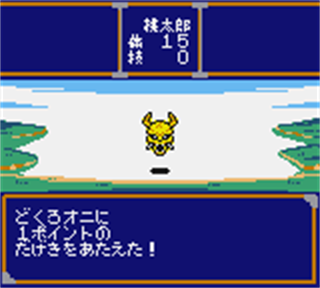 桃太郎
体 15
技 0
どくろオニに
1ポイントの
だげきをあたえた！